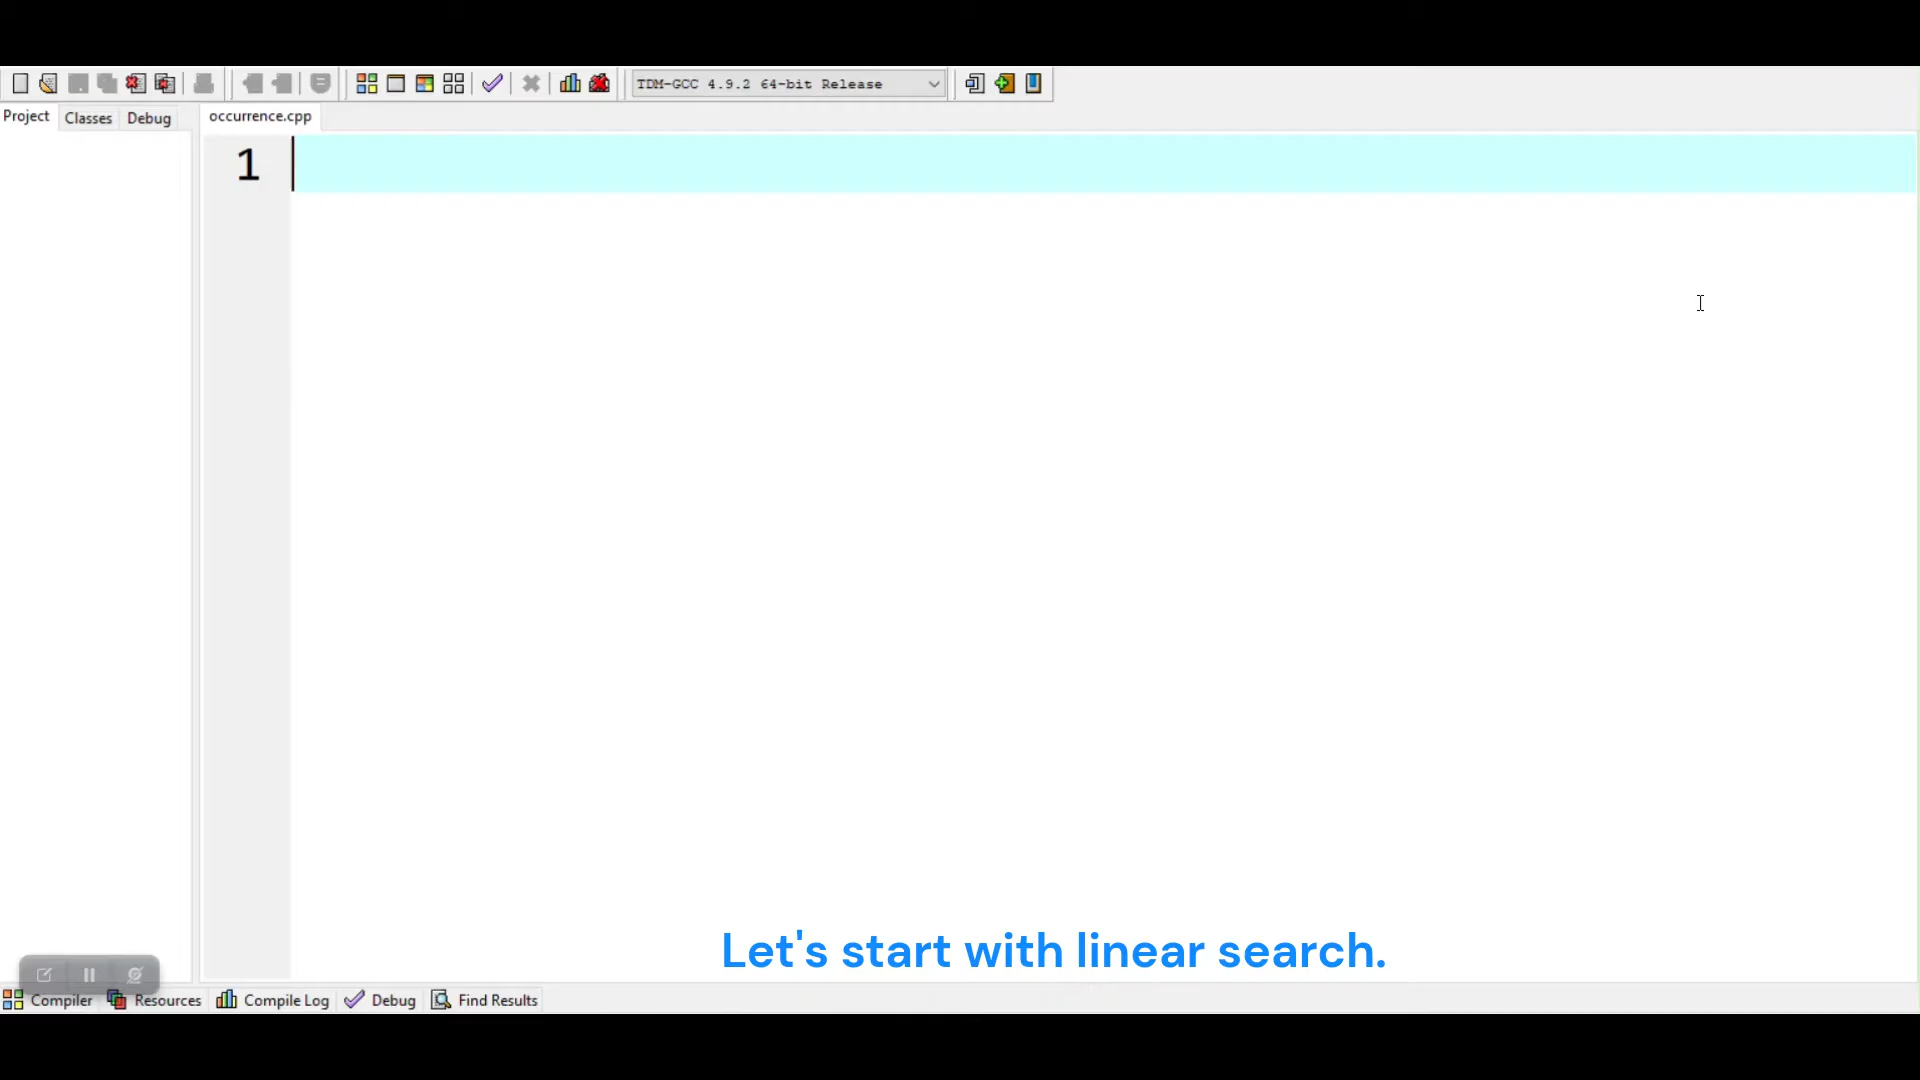 TDM-GCC 4.9.2 64-bit Release
Project Classes Debug
occurrence.cpp
1
Let's start with linear search.
Compiler Resources Compile Log Debug Find Results